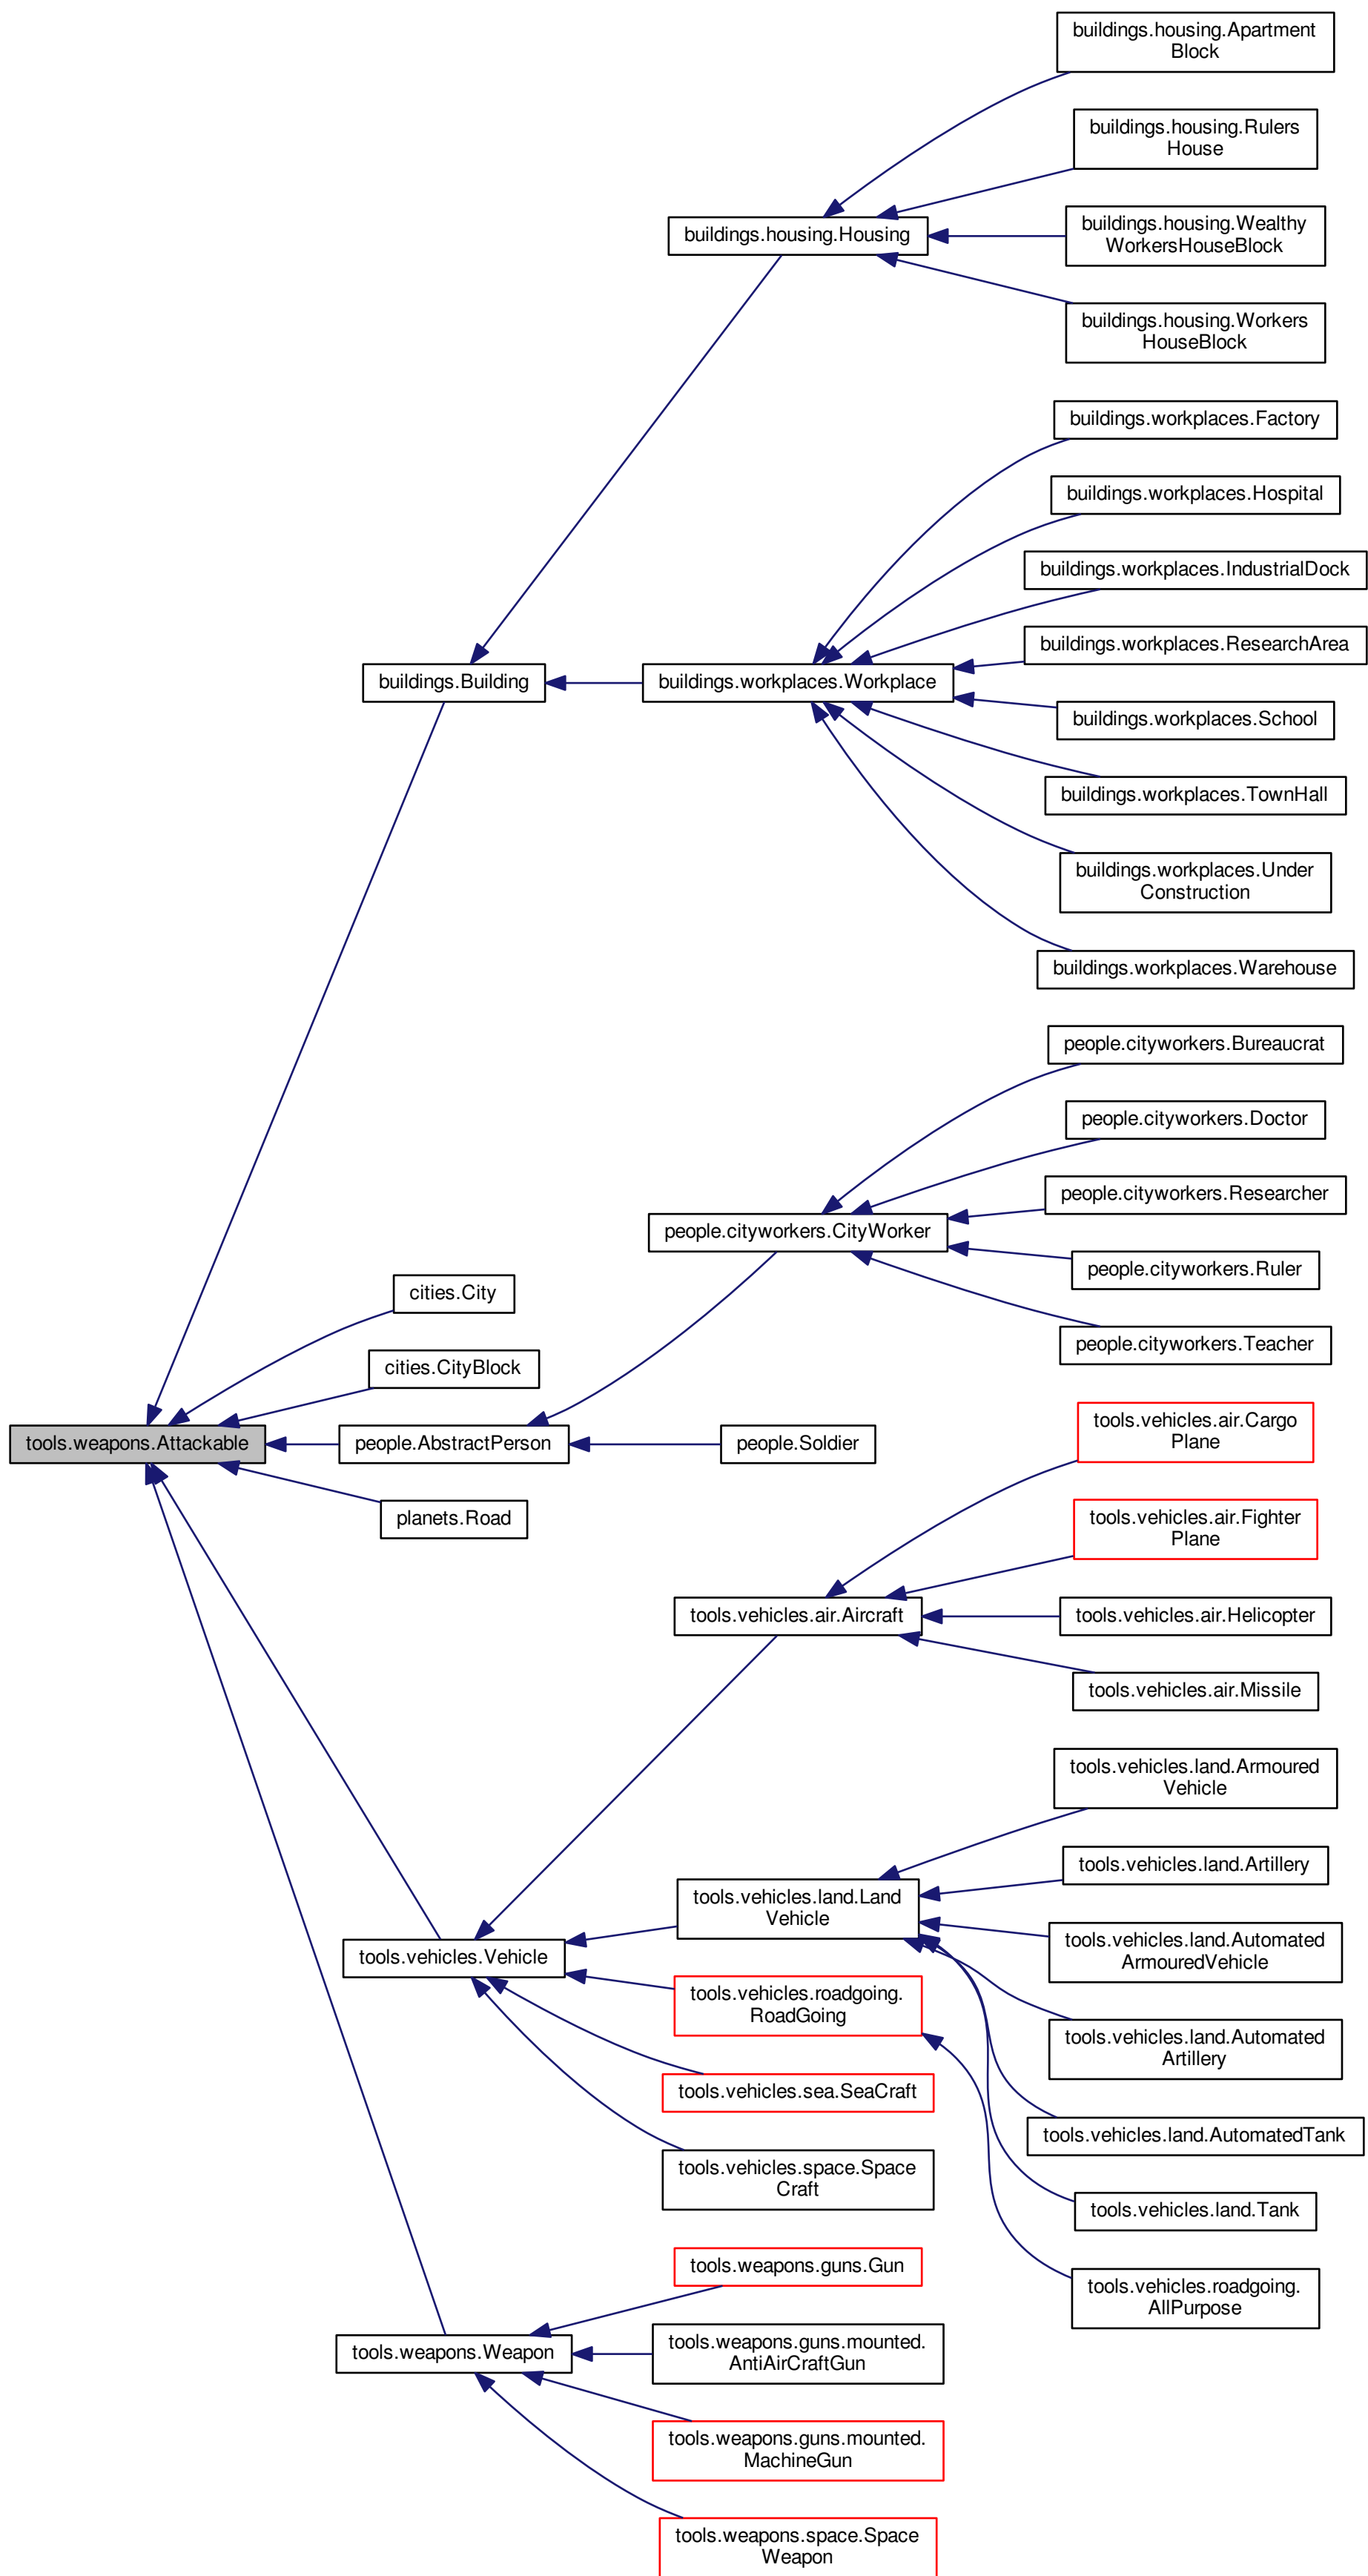 buildings.housing.Apartment
Block
buildings.housing.Rulers
House
buildings.housing.Housing
buildings.housing.Wealthy
WorkersHouseBlock
buildings.housing.Workers
HouseBlock
buildings.workplaces.Factory
buildings.workplaces.Hospital
buildings.workplaces.IndustrialDock
buildings.workplaces.ResearchArea
buildings.Building
buildings.workplaces.Workplace
buildings.workplaces.School
buildings.workplaces.TownHall
buildings.workplaces.Under
Construction
buildings.workplaces.Warehouse
people.cityworkers.Bureaucrat
people.cityworkers.Doctor
people.cityworkers.Researcher
people.cityworkers.CityWorker
people.cityworkers.Ruler
cities.City
people.cityworkers.Teacher
cities.CityBlock
tools.weapons.Attackable
people.AbstractPerson
people.Soldier
planets.Road
tools.vehicles.air.Cargo
Plane
tools.vehicles.air.Fighter
Plane
tools.vehicles.air.Aircraft
tools.vehicles.air.Helicopter
tools.vehicles.air.Missile
tools.vehicles.land.Armoured
Vehicle
tools.vehicles.land.Artillery
tools.vehicles.land.Land
Vehicle
tools.vehicles.land.Automated
ArmouredVehicle
tools.vehicles.Vehicle
tools.vehicles.roadgoing.
RoadGoing
tools.vehicles.land.Automated
Artillery
tools.vehicles.sea.SeaCraft
tools.vehicles.land.AutomatedTank
tools.vehicles.space.Space
Craft
tools.vehicles.land.Tank
tools.weapons.guns.Gun
tools.vehicles.roadgoing.
AllPurpose
tools.weapons.Weapon
tools.weapons.guns.mounted.
AntiAirCraftGun
tools.weapons.guns.mounted.
MachineGun
tools.weapons.space.Space
Weapon